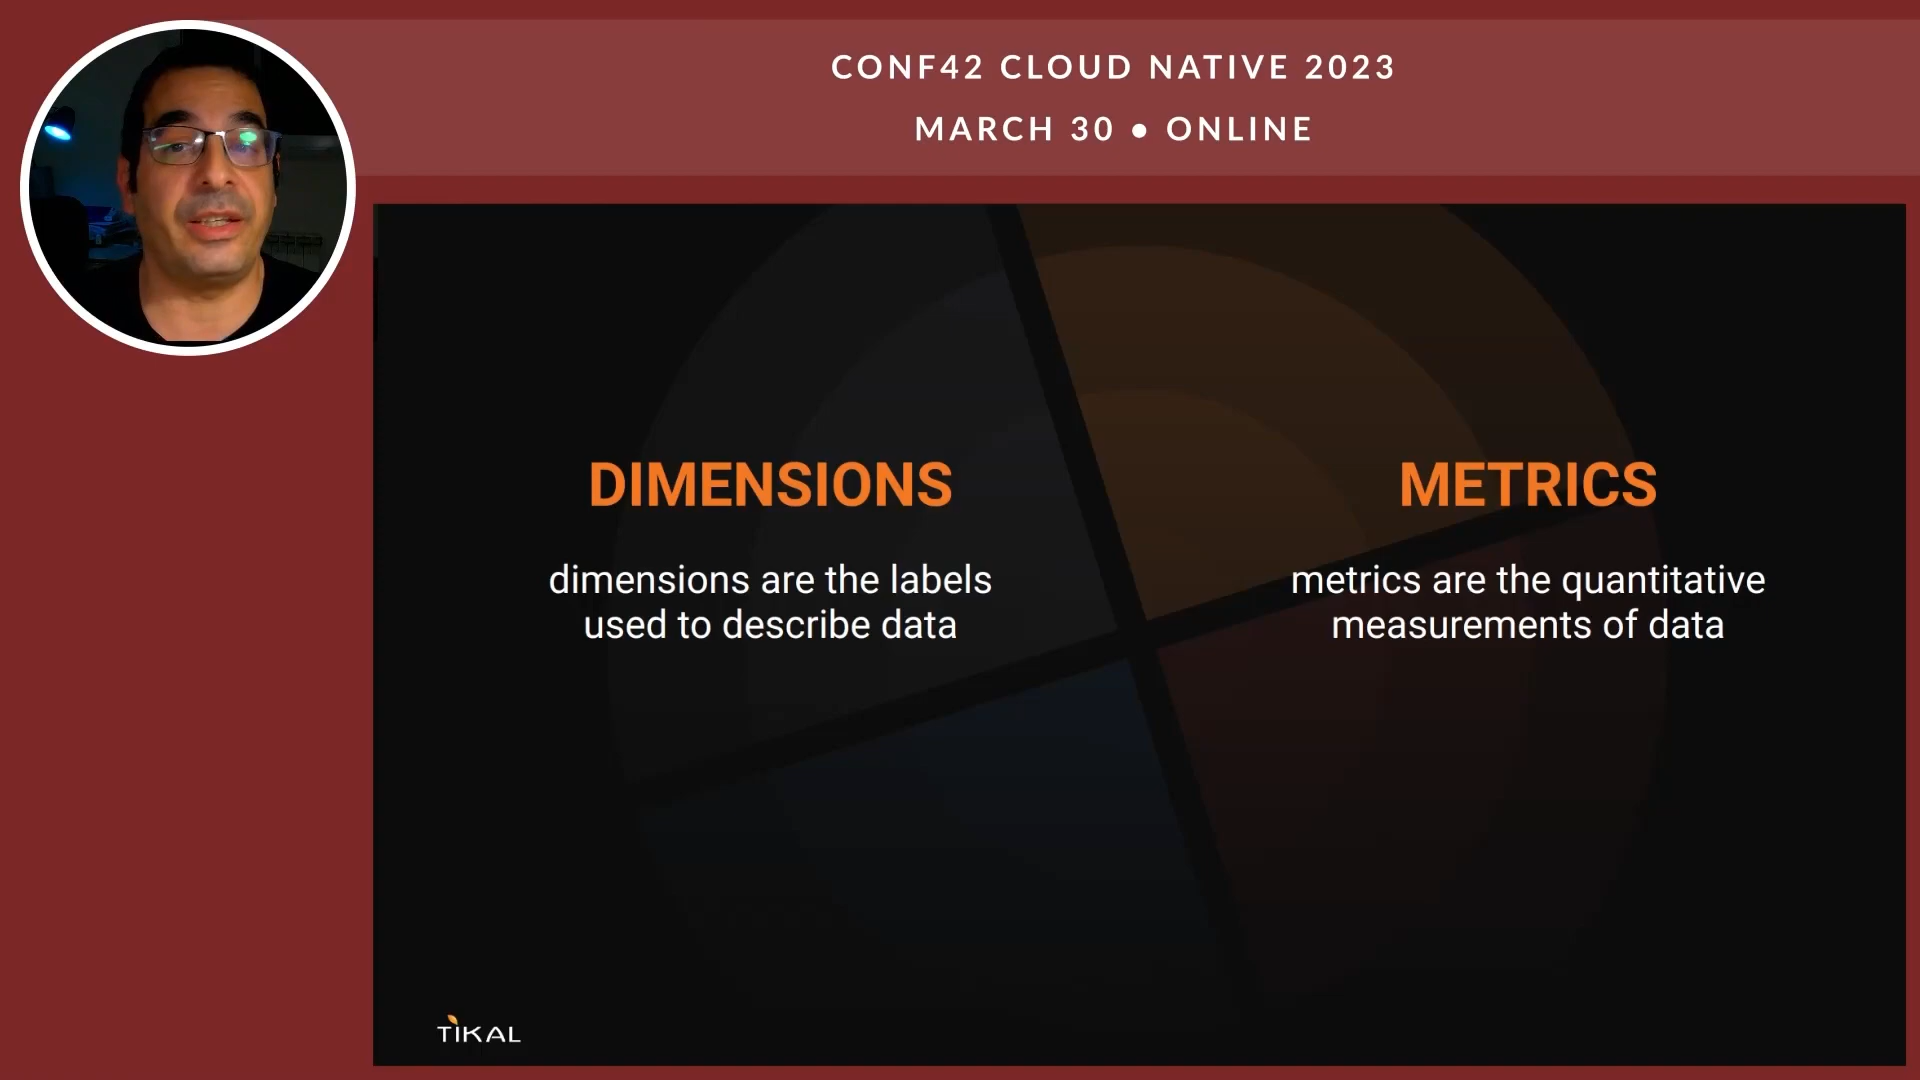 CONF42 CLOUD NATIVE 2023
MARCH 30 • ONLINE
DIMENSIONS
dimensions are the labels
used to describe data
METRICS
metrics are the quantitative
measurements of data
TIKAL